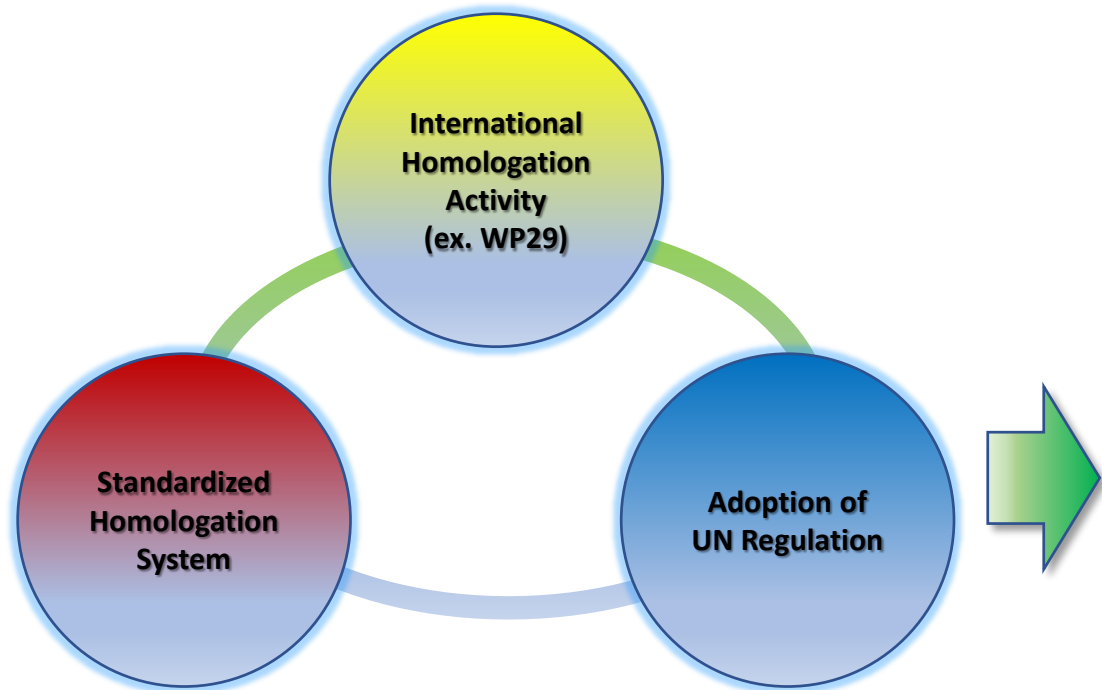 International
Homologation
Activity
(ex. WP29)
Standardized
Homologation
System
Adoption of
UN Regulation